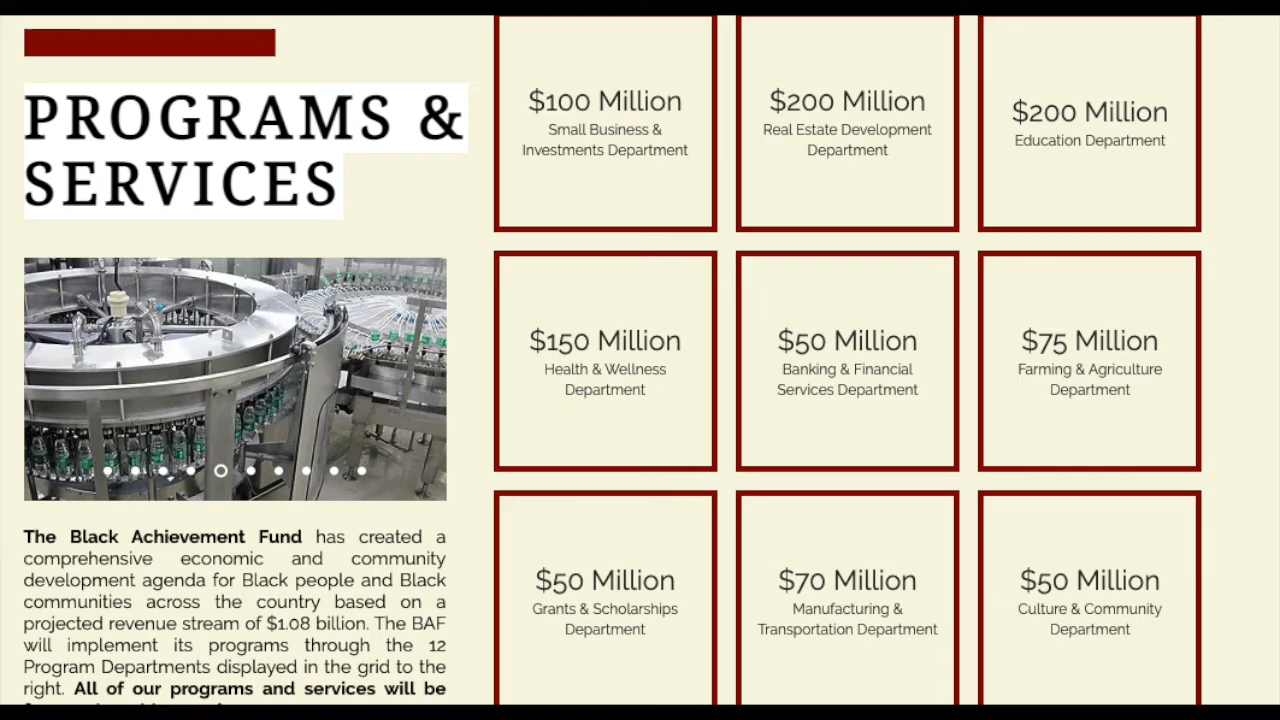 PROGRAMS &
SERVICES
The Black Achievement Fund has created a
comprehensive economic and community
development agenda for Black people and Black
communities across the country based on a
projected revenue stream of $1.08 billion. The BAF
will implement its programs through the 12
Program Departments displayed in the grid to the
right. All of our programs and services will be
$100 Million
Small Business &
Investments Department
$200 Million
Real Estate Development
Department
$200 Million
Education Department
$150 Million
Health & Wellness
Department
$50 Million
Banking & Financial
Services Department
$75 Million
Farming & Agriculture
Department
$50 Million
Grants & Scholarships
Department
$70 Million
Manufacturing &
Transportation Department
$50 Million
Culture & Community
Department